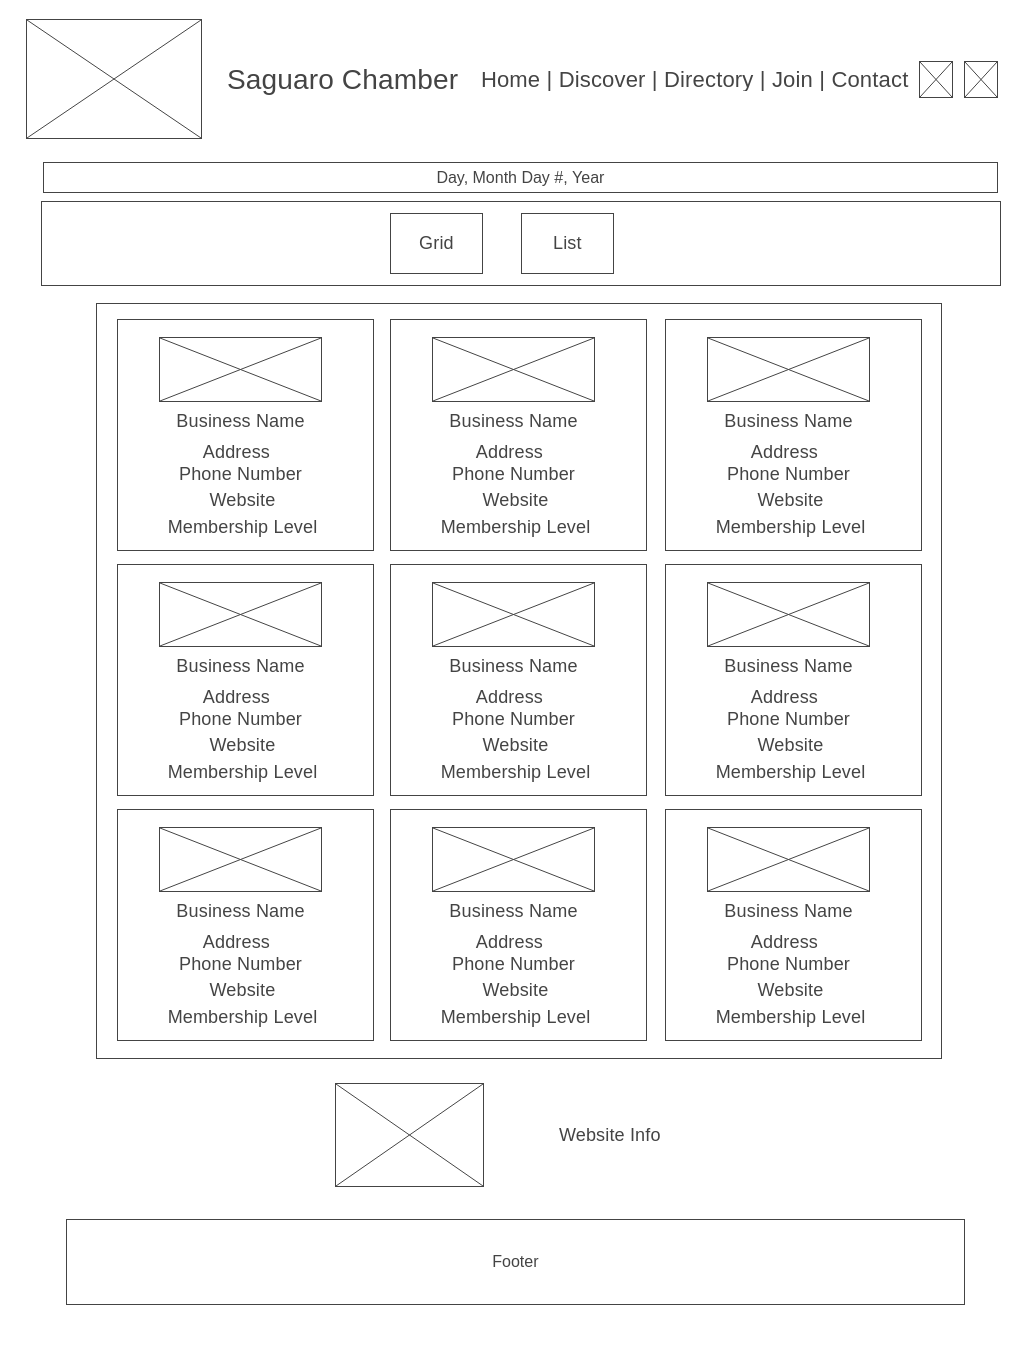 Saguaro Chamber
Home | Discover | Directory | Join | Contact
Day, Month Day #, Year
Grid
List
Business Name
Address
Phone Number
Website
Membership Level
Business Name
Address
Phone Number
Website
Membership Level
Business Name
Address
Phone Number
Website
Membership Level
Business Name
Address
Phone Number
Website
Membership Level
Business Name
Address
Phone Number
Website
Membership Level
Business Name
Address
Phone Number
Website
Membership Level
Business Name
Address
Phone Number
Website
Membership Level
Business Name
Address
Phone Number
Website
Membership Level
Business Name
Address
Phone Number
Website
Membership Level
Website Info
Footer